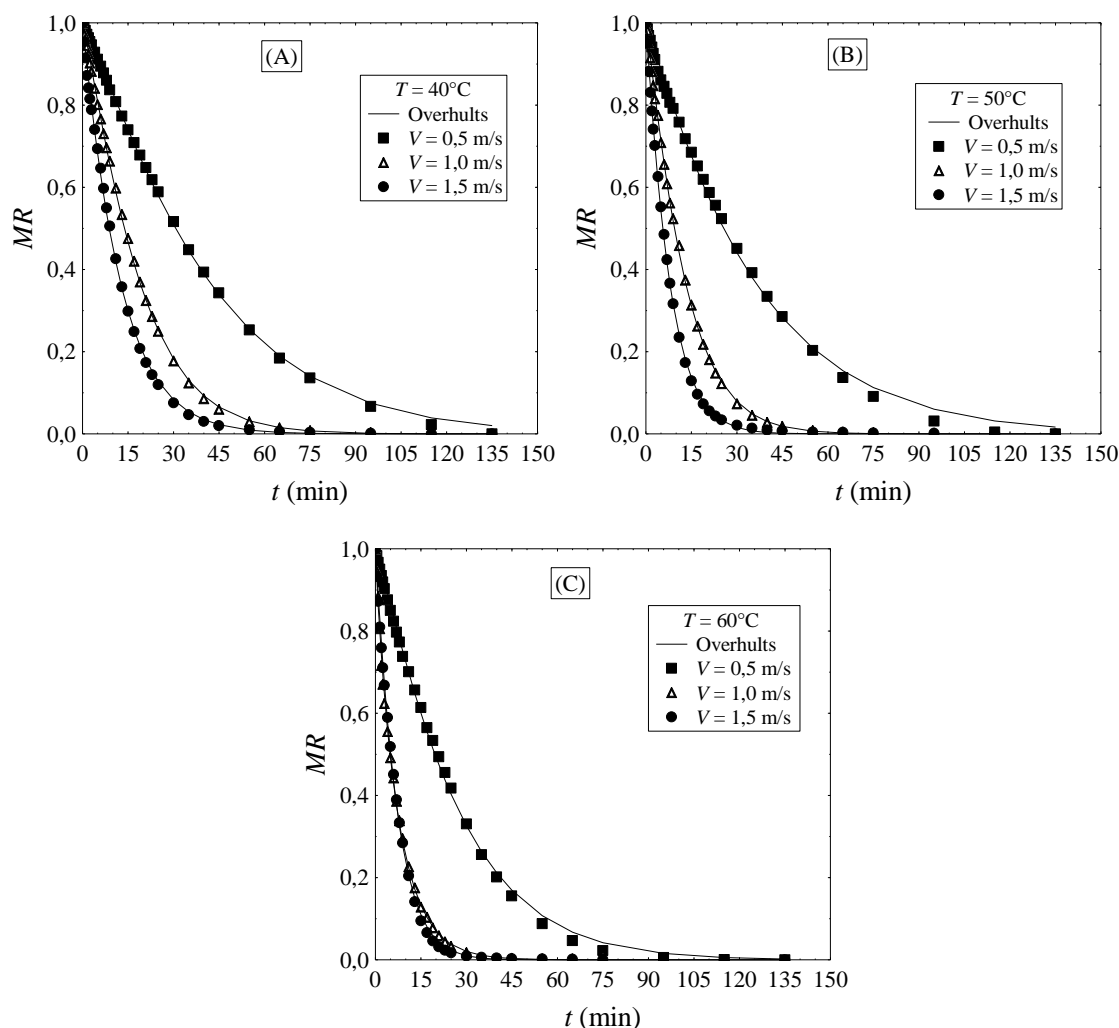 (A)
T = 40°C
Overhults
V = 0,5 m/s
V = 1,0 m/s
V = 1,5 m/s
1,0
0,8
0,6
0,4
0,2
0,0
MR
0 15 30 45 60 75 90 105 120 135 150
t (min)
(B)
T = 50°C
Overhults
V = 0,5 m/s
V = 1,0 m/s
V = 1,5 m/s
1,0
0,8
0,6
0,4
0,2
0,0
MR
0 15 30 45 60 75 90 105 120 135 150
t (min)
(C)
T = 60°C
Overhults
V = 0,5 m/s
V = 1,0 m/s
V = 1,5 m/s
1,0
0,8
0,6
0,4
0,2
0,0
MR
0 15 30 45 60 75 90 105 120 135 150
t (min)